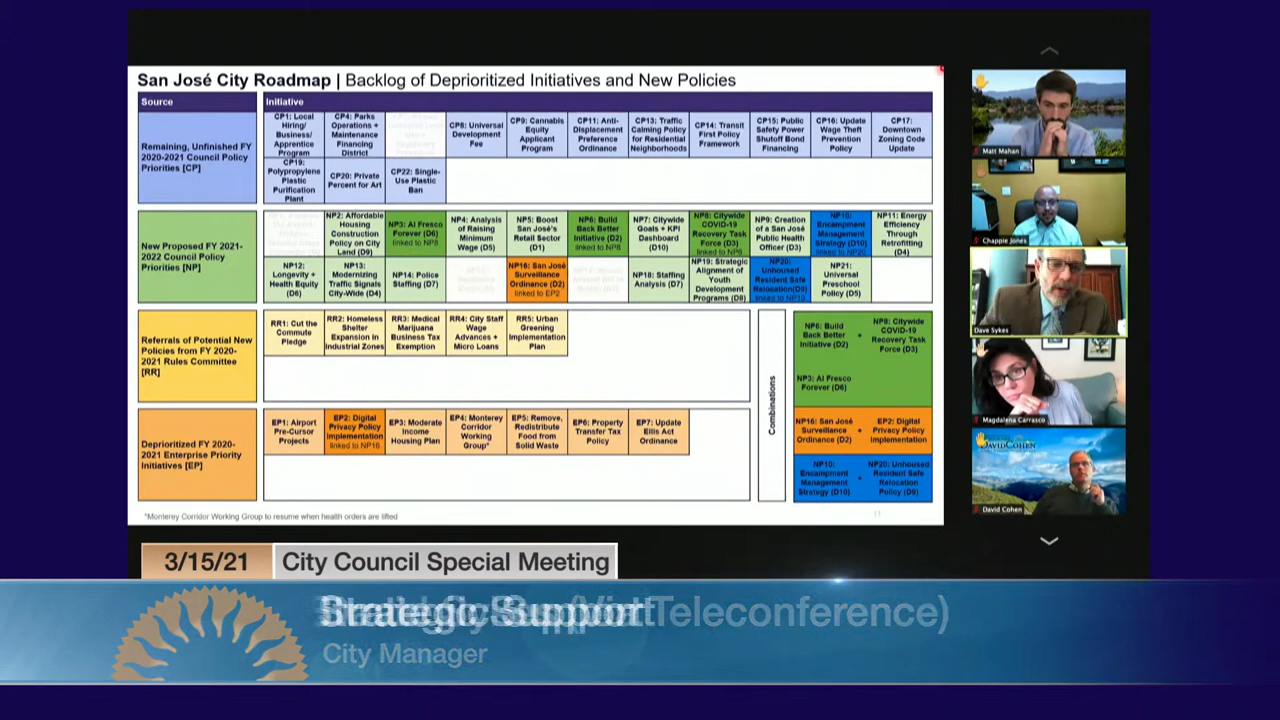 San José City Roadmap | Backlog of Deprioritized Initiatives and New Policies
Source
Initiative
Remaining, Unfinished FY
2020-2021 Council Policy
Priorities [CP]
CP1: Local
Hiring/
Business/
Apprentice
Program
CP4: Parks
Operations +
Maintenance
Financing
District
CP8: Universal
Development
Fee
CP9: Cannabis
Equity
Applicant
Program
CP11: Anti-
Displacement
Preference
Ordinance
CP13: Traffic
Calming Policy
for Residential
Neighborhoods
CP14: Transit
First Policy
Framework
CP15: Public
Safety Power
Shutoff Bond
Financing
CP16: Update
Wage Theft
Prevention
Policy
CP17:
Downtown
Zoning Code
Update
CP19:
Polypropylene
Plastic
Purification
Plant
CP20: Private
Percent for Art
CP22: Single-
Use Plastic
Ban
New Proposed FY 2021-
2022 Council Policy
Priorities [NP]
NP2: Affordable
Housing
Construction
Policy on City
Land (D9)
NP3: Al Fresco
Forever (D6)
linked to NP8
NP4: Analysis
of Raising
Minimum
Wage (D5)
NP5: Boost
San José's
Retail Sector
(D1)
NP6: Build
Back Better
Initiative (D2)
linked to NP8
NP7: Citywide
Goals + KPI
Dashboard
(D10)
NP8: Citywide
COVID-19
Recovery Task
Force (D3)
NP9: Creation
of a San José
Public Health
Officer (D3)
NP10:
Encampment
Management
Strategy (D10)
linked to NP20
NP11: Energy
Efficiency
Through
Retrofitting
(D4)
NP12:
Longevity +
Health Equity
(D6)
NP13:
Modernizing
Traffic Signals
City-Wide (D4)
NP14: Police
Staffing (D7)
NP16: San José
Surveillance
Ordinance (D2)
linked to EP2
NP18: Staffing
Analysis (D7)
NP19: Strategic
Alignment of
Youth
Development
Programs (D8)
NP20:
Unhoused
Resident Safe
Relocation(D9)
linked to NP10
NP21:
Universal
Preschool
Policy (D5)
Referrals of Potential New
Policies from FY 2020-
2021 Rules Committee
[RR]
RR1: Cut the
Commute
Pledge
RR2: Homeless
Shelter
Expansion in
Industrial Zones
RR3: Medical
Marijuana
Business Tax
Exemption
RR4: City Staff
Wage
Advances +
Micro Loans
RR5: Urban
Greening
Implementation
Plan
Deprioritized FY 2020-
2021 Enterprise Priority
Initiatives [EP]
EP1: Airport
Pre-Cursor
Projects
EP2: Digital
Privacy Policy
Implementation
linked to NP16
EP3: Moderate
Income
Housing Plan
EP4: Monterey
Corridor
Working
Group*
EP5: Remove,
Redistribute
Food from
Solid Waste
EP6: Property
Transfer Tax
Policy
EP7: Update
Ellis Act
Ordinance
Combinations
NP6: Build
Back Better
Initiative (D2)
+
NP8: Citywide
COVID-19
Recovery Task
Force (D3)
NP3: Al Fresco
Forever (D6)
NP16: San José
Surveillance
Ordinance (D2)
+
EP2: Digital
Privacy Policy
Implementation
NP10:
Encampment
Management
Strategy (D10)
+
NP20: Unhoused
Resident Safe
Relocation
Policy (D9)
*Monterey Corridor Working Group to resume when health orders are lifted
11
Matt Mahan
Chappie Jones
Dave Sykes
Magdalena Carrasco
DAVID COHEN
David Cohen
3/15/21
City Council Special Meeting
Strategic Support
Teleconference)
City Manager